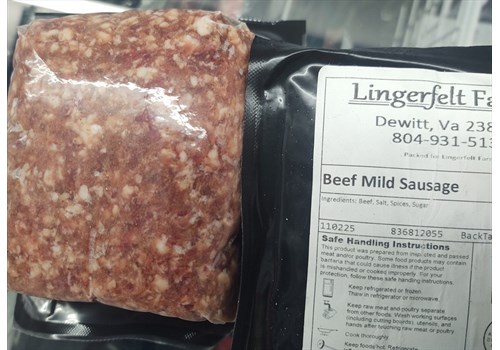 Lingerfelt Fa
Dewitt, Va 238
804-931-513
Packed for Lingerfelt Farm
Beef Mild Sausage
Ingredients: Beef, Salt, Spices, Sugar
110225 836812055 BackTa
Safe Handling Instructions
This product was prepared from inspected and passed
meat and/or poultry. Some food products may contain
bacteria that could cause illness if the product
is mishandled or cooked improperly. For your
protection, follow these safe handling instructions.
Keep refrigerated or frozen.
Thaw in refrigerator or microwave.
Keep raw meat and poultry separate
from other foods. Wash working surfaces
(including cutting boards), utensils, and
hands after touching raw meat or poultry.
Cook thoroughly.
Keep foods hot. Refrigerate